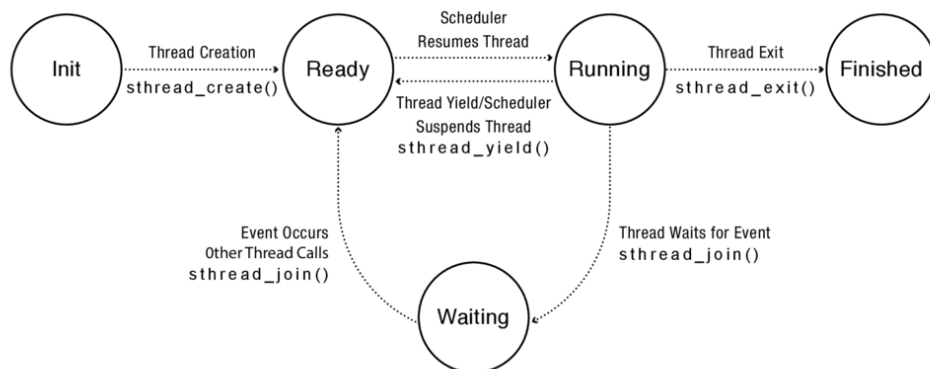 Init
Thread Creation
sthread_create()
Ready
Scheduler
Resumes Thread
Thread Yield/Scheduler
Suspends Thread
sthread_yield()
Running
Thread Exit
sthread_exit()
Finished
Event Occurs
Other Thread Calls
sthread_join()
Thread Waits for Event
sthread_join()
Waiting